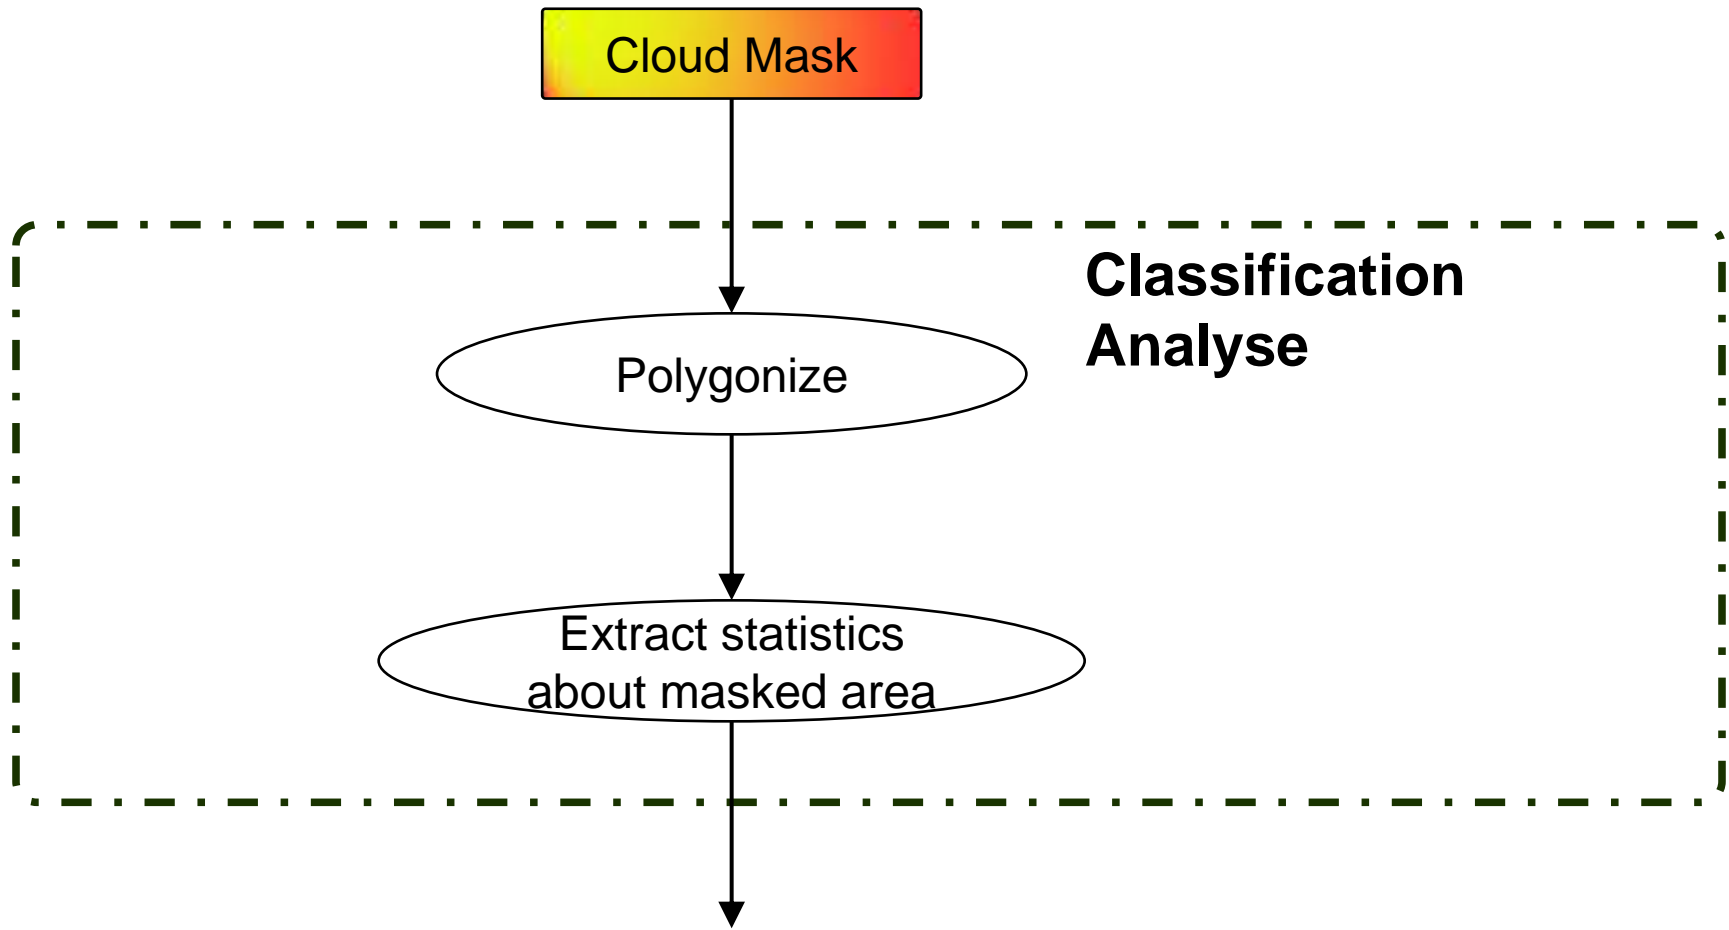 Cloud Mask
Classification
Analyse
Polygonize
Extract statistics
about masked area